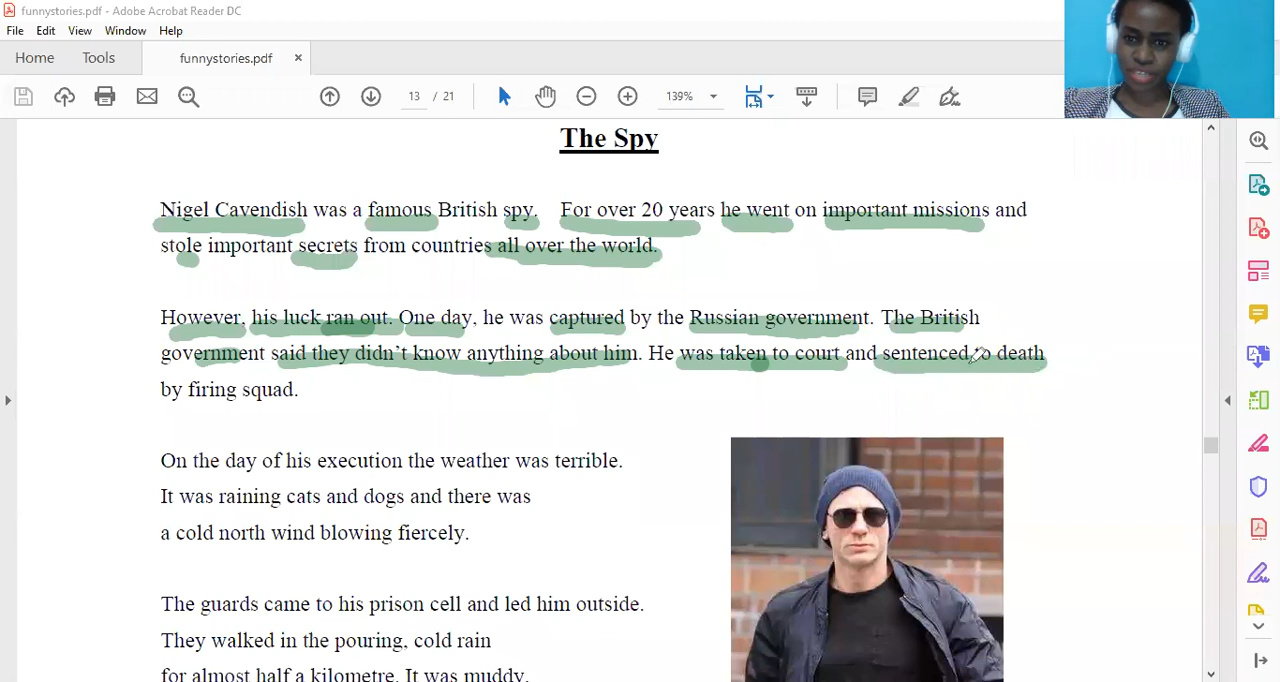 funnystories.pdf - Adobe Acrobat Reader DC
File Edit View Window Help
Home Tools funnystories.pdf ×
13 / 21 139%
The Spy
Nigel Cavendish was a famous British spy. For over 20 years he went on important missions and
stole important secrets from countries all over the world.
However, his luck ran out. One day, he was captured by the Russian government. The British
government said they didn't know anything about him. He was taken to court and sentenced to death
by firing squad.
On the day of his execution the weather was terrible.
It was raining cats and dogs and there was
a cold north wind blowing fiercely.
The guards came to his prison cell and led him outside.
They walked in the pouring, cold rain
for almost half a kilometre. It was muddy,